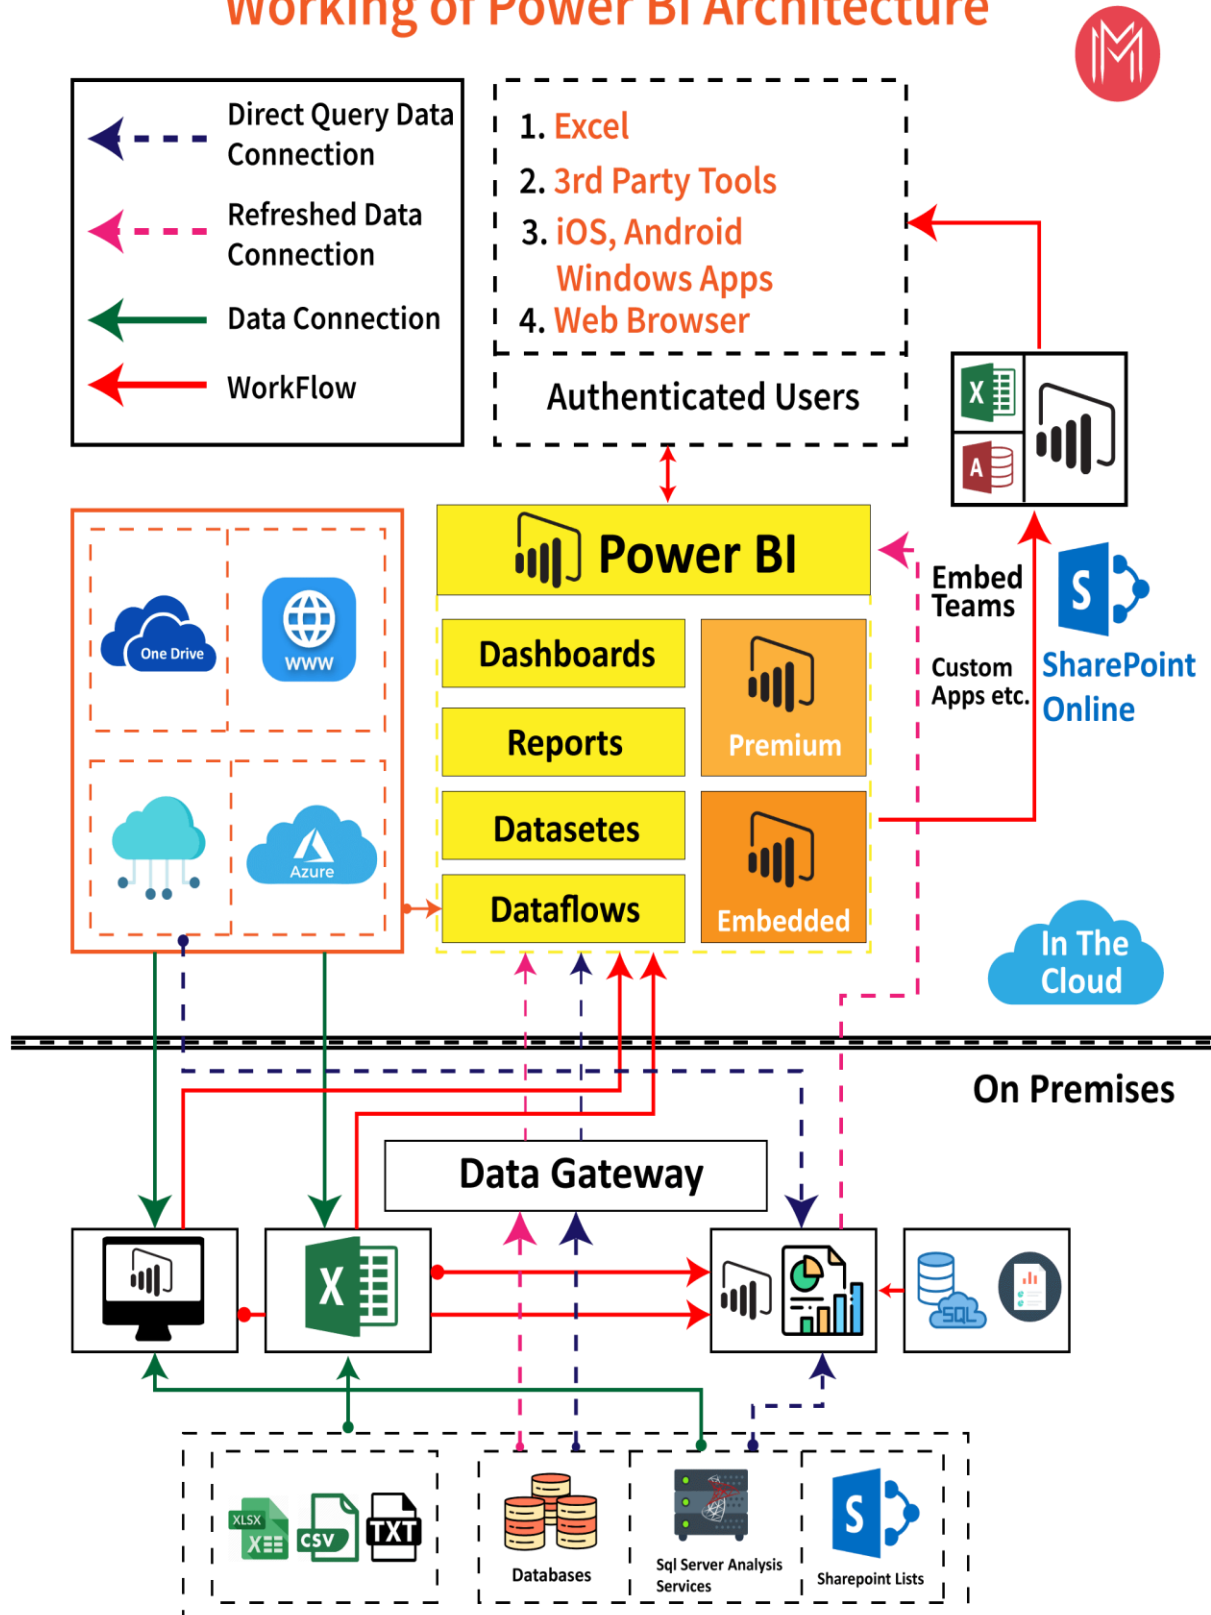 Working of Power BI Architecture
Direct Query Data
Connection
Refreshed Data
Connection
Data Connection
WorkFlow
1. Excel
2. 3rd Party Tools
3. iOS, Android
Windows Apps
4. Web Browser
Authenticated Users
X
A
One Drive
WWW
Azure
Power BI
Dashboards
Reports
Datasetes
Dataflows
Premium
Embedded
Embed
Teams
Custom
Apps etc.
S
SharePoint
Online
In The
Cloud
On Premises
Data Gateway
X
SQL
XLSX
X
CSV
TXT
Databases
Sql Server Analysis
Services
S
Sharepoint Lists